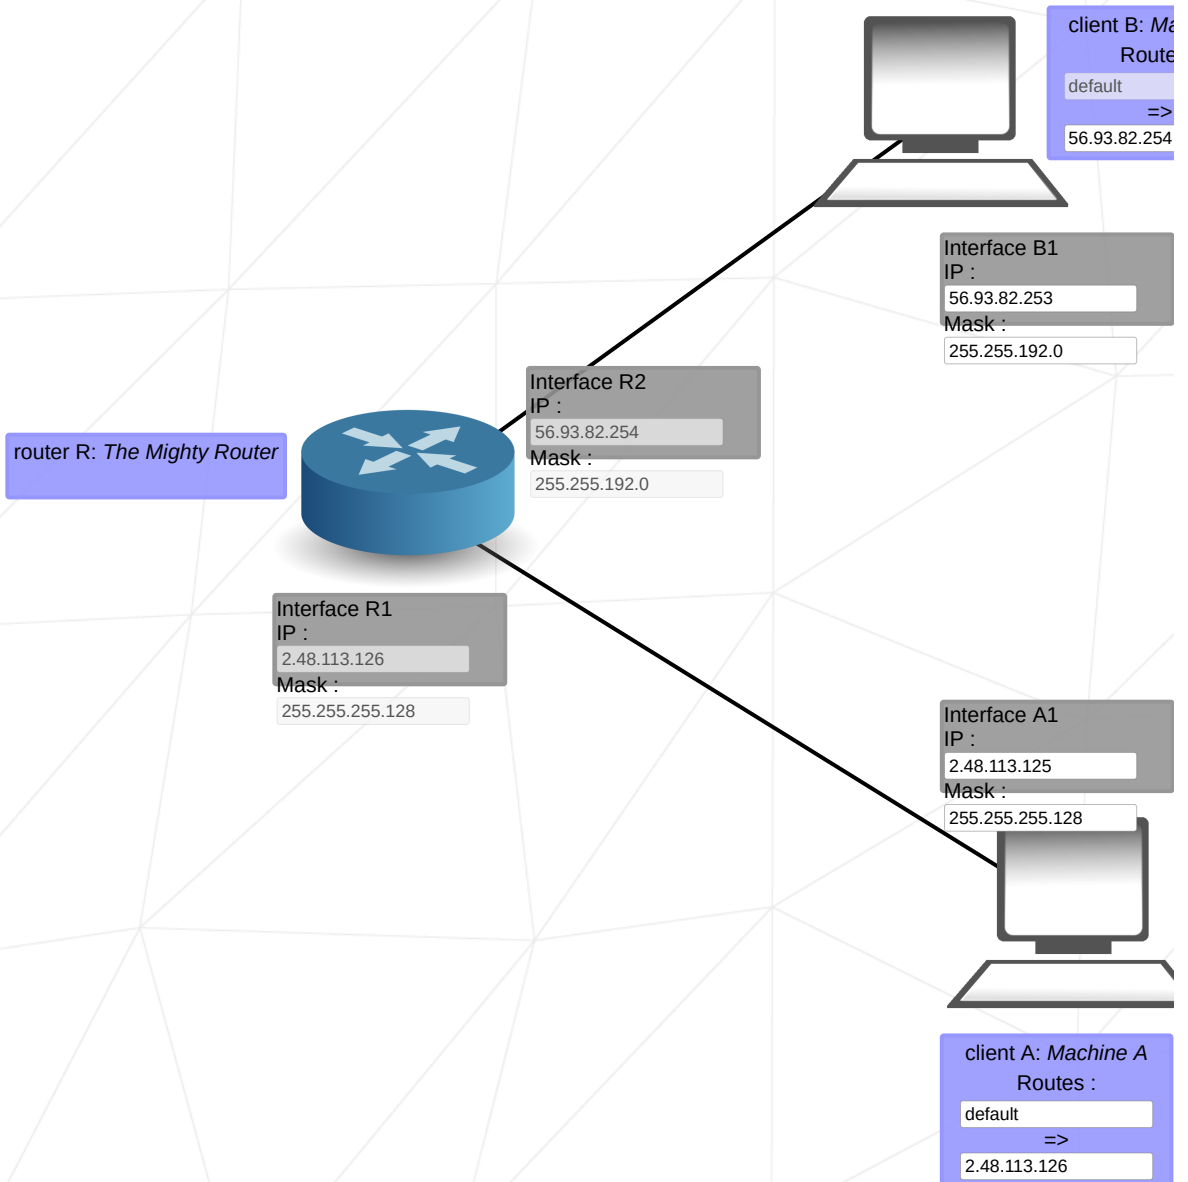 client B:
Route
default
=>
56.93.82.254
Interface B1
IP :
56.93.82.253
Mask :
255.255.192.0
Interface R2
IP :
56.93.82.254
Mask :
255.255.192.0
router R: The Mighty Router
Interface R1
IP :
2.48.113.126
Mask :
255.255.255.128
Interface A1
IP :
2.48.113.125
Mask :
255.255.255.128
client A: Machine A
Routes :
default
=>
2.48.113.126